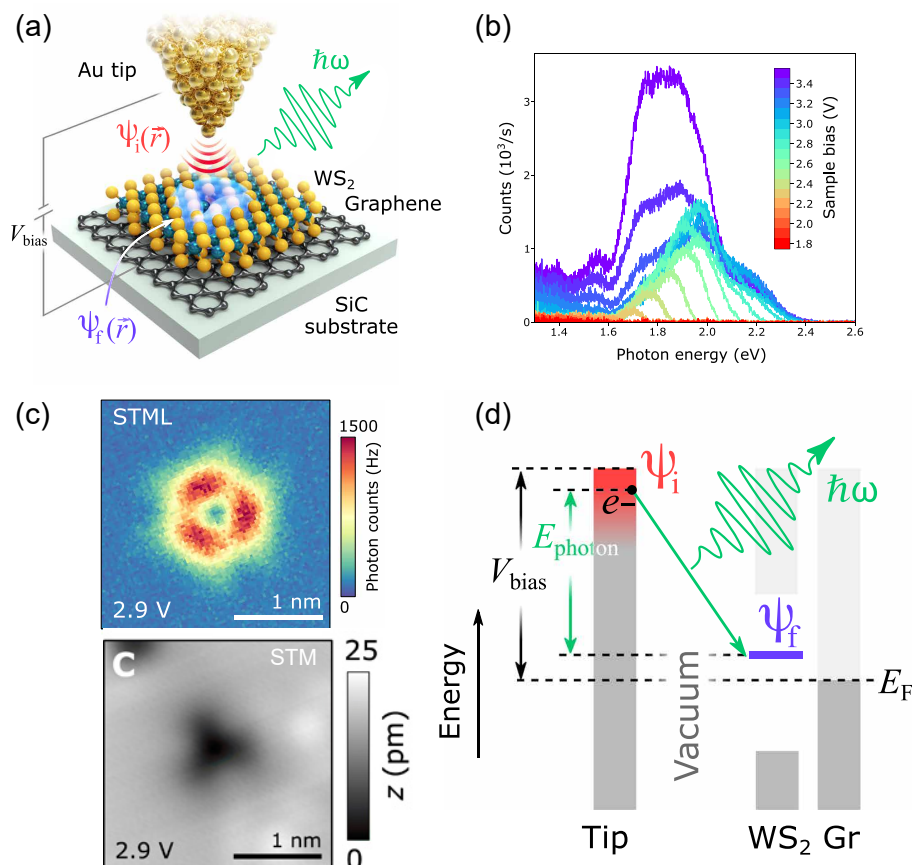 (a)
Au tip
ħω
Ψi(r⃗)
WS₂
Graphene
Vbias
Ψf(r⃗)
SiC
substrate
(b)
Counts (10³/s)
3
2
1
0
1.4 1.6 1.8 2.0 2.2 2.4 2.6
Photon energy (eV)
3.4
3.2
3.0
2.8
2.6
2.4
2.2
2.0
1.8
Sample bias (V)
(c)
STML
2.9 V
1 nm
1500
0
Photon counts (Hz)
C
STM
2.9 V
1 nm
25
0
z (pm)
(d)
Ψi
e-
ħω
Ephoton
Vbias
Ψf
Energy
Vacuum
EF
Tip
WS₂ Gr